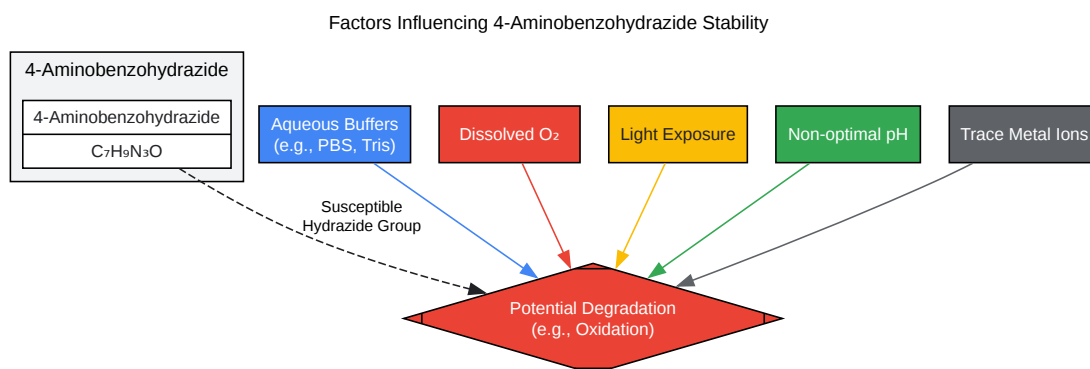 Factors Influencing 4-Aminobenzohydrazide Stability
4-Aminobenzohydrazide
4-Aminobenzohydrazide
C₇H₉N₃O
Aqueous Buffers
(e.g., PBS, Tris)
Dissolved O₂
Light Exposure
Non-optimal pH
Trace Metal Ions
Susceptible
Hydrazide Group
Potential Degradation
(e.g., Oxidation)